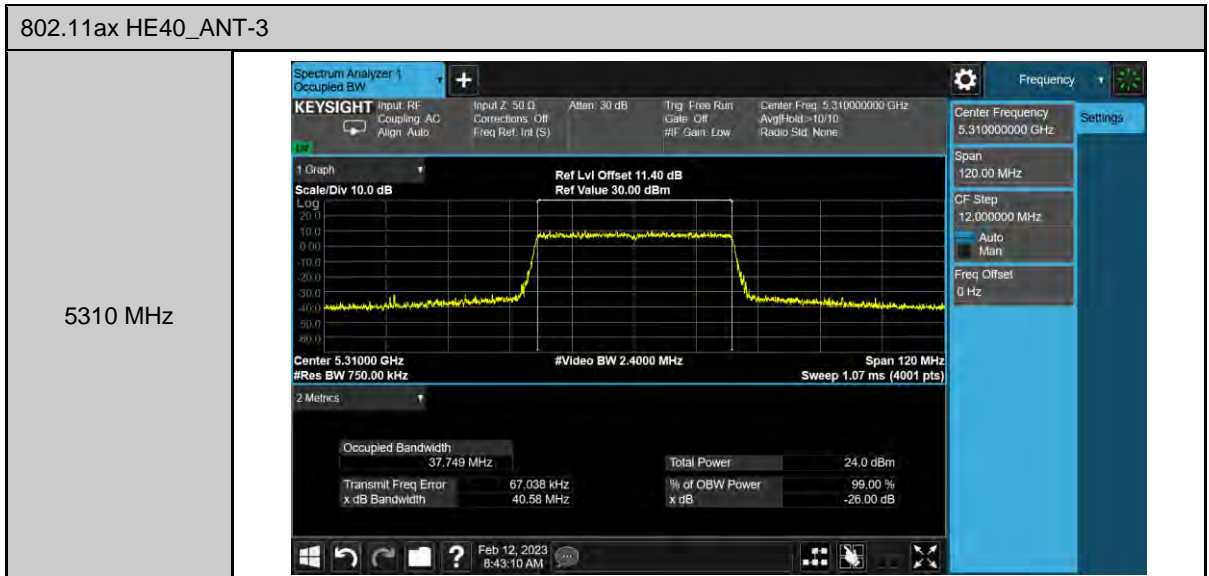 802.11ax HE40_ANT-3
5310 MHz
Spectrum Analyzer 1
Occupied BW
Frequency
KEYSIGHT
Input: RF
Coupling: AC
Align: Auto
Input Z: 50 Ω
Corrections: Off
Freq Ref: Int (S)
Atten: 30 dB
Trig: Free Run
Gate: Off
#IF Gain: Low
Center Freq: 5.310000000 GHz
Avg|Hold:>10/10
Radio Std: None
1 Graph
Scale/Div 10.0 dB
Ref Lvl Offset 11.40 dB
Ref Value 30.00 dBm
Log
20.0
10.0
0.00
-10.0
-20.0
-30.0
-40.0
-50.0
-60.0
Center 5.31000 GHz
#Res BW 750.00 kHz
#Video BW 2.4000 MHz
Span 120 MHz
Sweep 1.07 ms (4001 pts)
2 Metrics
Occupied Bandwidth
37.749 MHz
Total Power 24.0 dBm
Transmit Freq Error 67.038 kHz
% of OBW Power 99.00 %
x dB Bandwidth 40.58 MHz
x dB -26.00 dB
Center Frequency
5.310000000 GHz
Settings
Span
120.00 MHz
CF Step
12.000000 MHz
Auto
Man
Freq Offset
0 Hz
?
Feb 12, 2023
8:43:10 AM